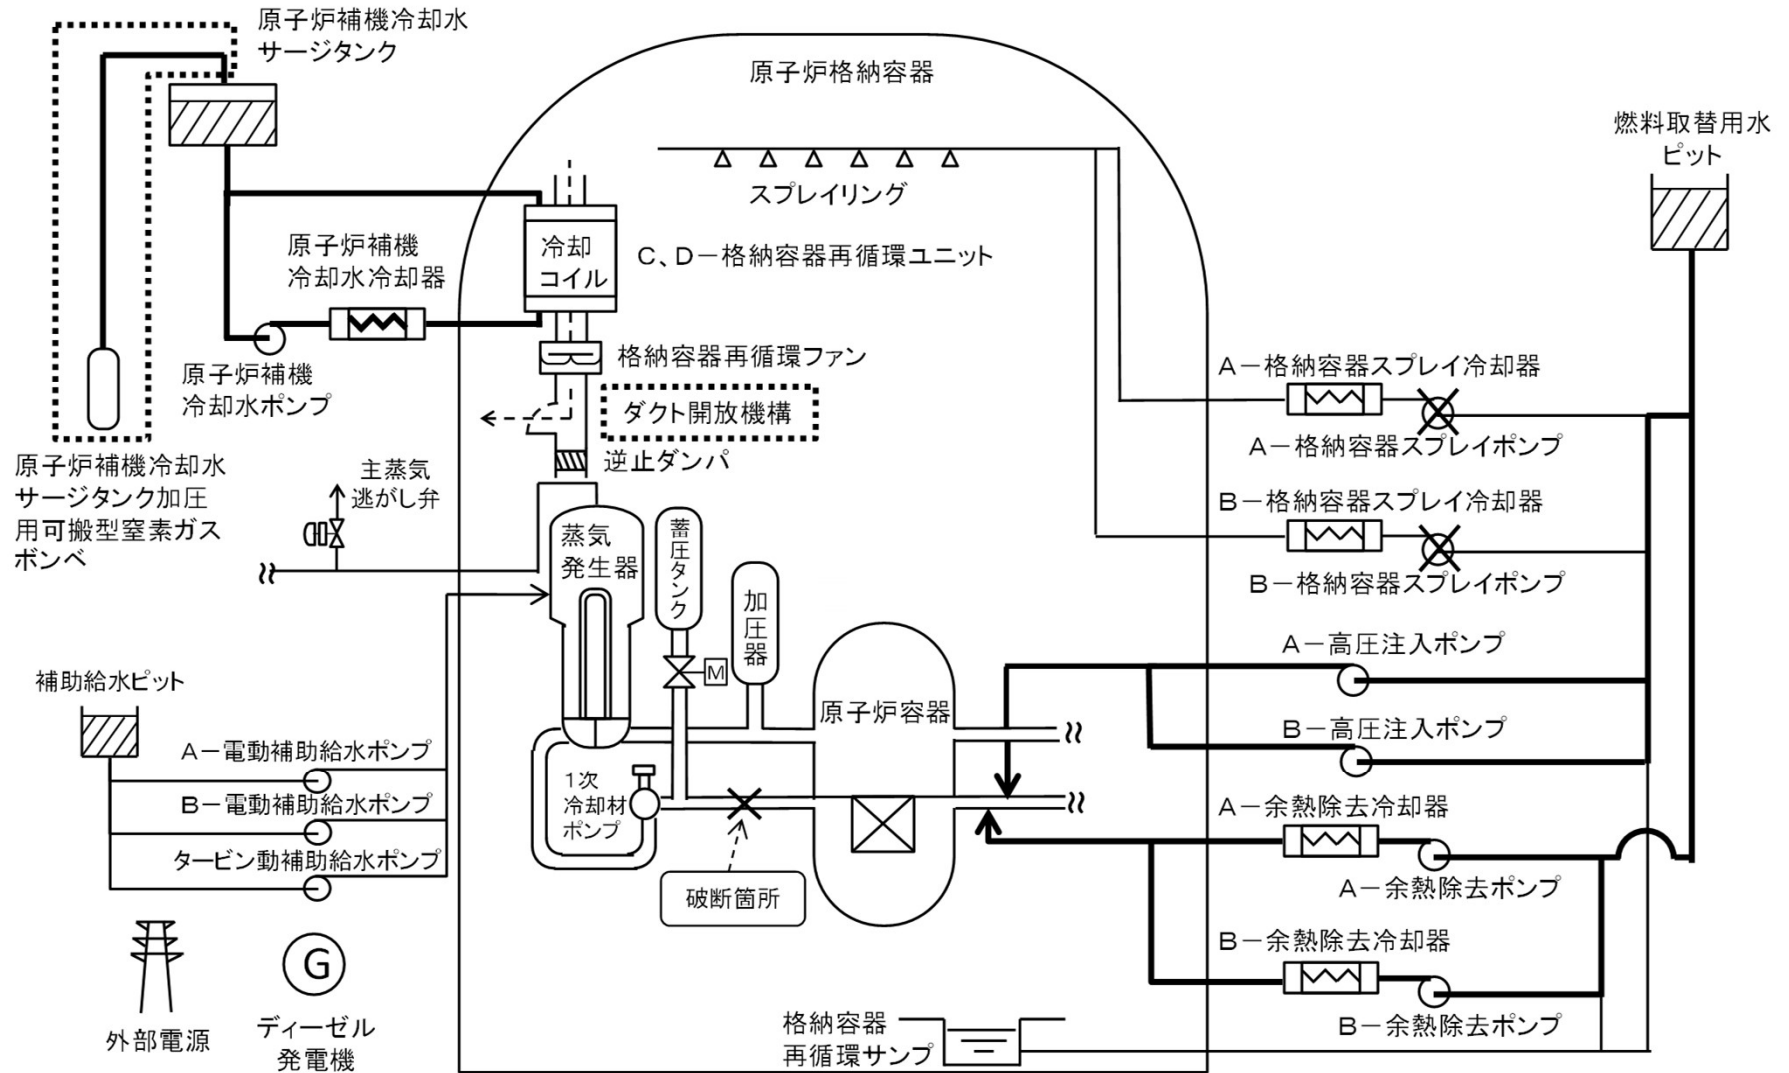 原子炉補機冷却水
サージタンク
原子炉格納容器
燃料取替用水
ピット
スプレイリング
原子炉補機
冷却水冷却器
冷却
コイル
C、D－格納容器再循環ユニット
原子炉補機
冷却水ポンプ
格納容器再循環ファン
ダクト開放機構
逆止ダンパ
A－格納容器スプレイ冷却器
A－格納容器スプレイポンプ
B－格納容器スプレイ冷却器
B－格納容器スプレイポンプ
原子炉補機冷却水
サージタンク加圧
用可搬型窒素ガス
ボンベ
主蒸気
逃がし弁
蒸気
発生器
蓄圧タンク
加圧器
M
原子炉容器
A－高圧注入ポンプ
B－高圧注入ポンプ
補助給水ピット
A－電動補助給水ポンプ
B－電動補助給水ポンプ
タービン動補助給水ポンプ
1次
冷却材
ポンプ
破断箇所
A－余熱除去冷却器
A－余熱除去ポンプ
B－余熱除去冷却器
B－余熱除去ポンプ
外部電源
G
ディーゼル
発電機
格納容器
再循環サンプ